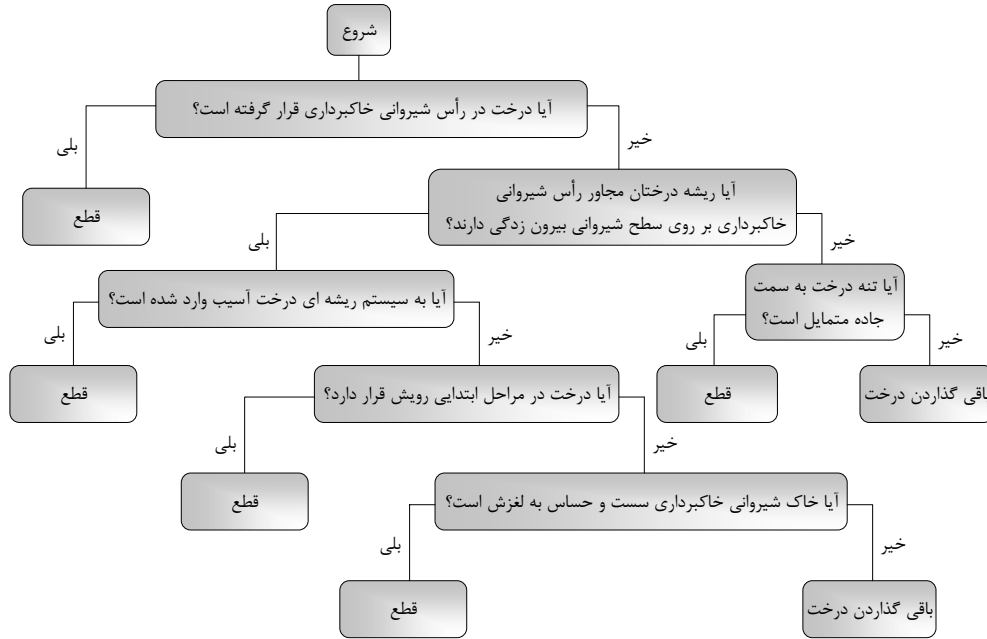 شروع
آیا درخت در رأس شیروانی خاکبرداری قرار گرفته است؟
خیر
بلی
آیا ریشه درختان مجاور رأس شیروانی
خاکبرداری بر روی سطح شیروانی بیرون زدگی دارند؟
قطع
خیر
بلی
آیا تنه درخت به سمت
جاده متمایل است؟
آیا به سیستم ریشه ای درخت آسیب وارد شده است؟
خیر
بلی
خیر
بلی
باقی گذاردن درخت
قطع
آیا درخت در مراحل ابتدایی رویش قرار دارد؟
قطع
خیر
بلی
قطع
آیا خاک شیروانی خاکبرداری سست و حساس به لغزش است؟
خیر
بلی
باقی گذاردن درخت
قطع